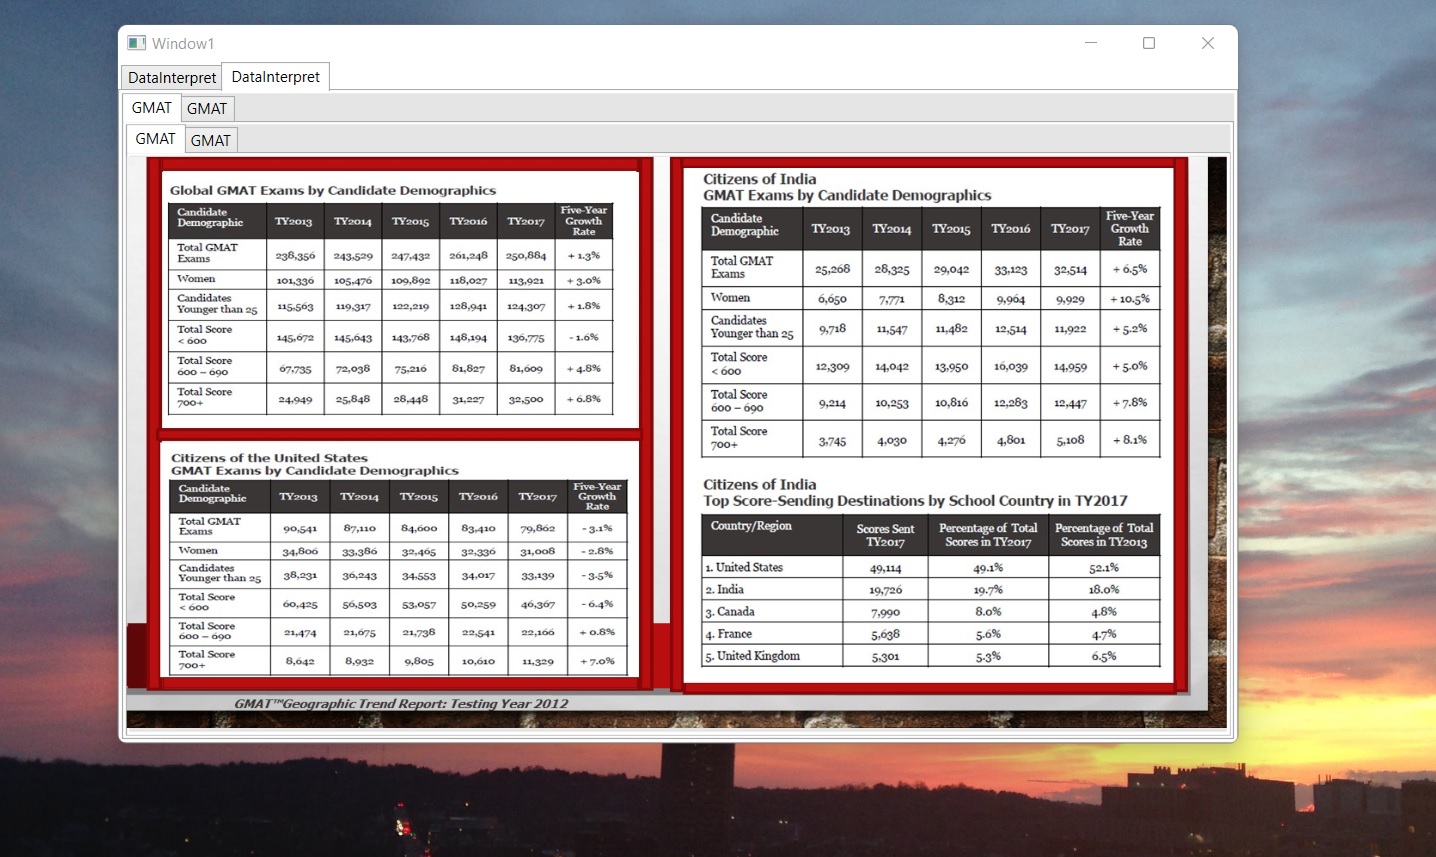 Window1
DataInterpret DataInterpret
GMAT GMAT
GMAT GMAT
Global GMAT Exams by Candidate Demographics
Candidate Demographic TY2013 TY2014 TY2015 TY2016 TY2017 Five-Year Growth Rate
Total GMAT Exams 238,356 243,529 247,432 261,248 250,884 + 1.3%
Women 101,336 105,476 109,892 118,027 113,921 + 3.0%
Candidates Younger than 25 115,563 119,317 122,219 128,941 124,307 + 1.8%
Total Score < 600 145,672 145,643 143,768 148,194 136,775 - 1.6%
Total Score 600 – 690 67,735 72,038 75,216 81,827 81,609 + 4.8%
Total Score 700+ 24,949 25,848 28,448 31,227 32,500 + 6.8%
Citizens of the United States
GMAT Exams by Candidate Demographics
Candidate Demographic TY2013 TY2014 TY2015 TY2016 TY2017 Five-Year Growth Rate
Total GMAT Exams 90,541 87,110 84,600 83,410 79,862 - 3.1%
Women 34,806 33,386 32,465 32,336 31,008 - 2.8%
Candidates Younger than 25 38,231 36,243 34,553 34,017 33,139 - 3.5%
Total Score < 600 60,425 56,503 53,057 50,259 46,367 - 6.4%
Total Score 600 – 690 21,474 21,675 21,738 22,541 22,166 + 0.8%
Total Score 700+ 8,642 8,932 9,805 10,610 11,329 + 7.0%
GMAT™Geographic Trend Report: Testing Year 2012
Citizens of India
GMAT Exams by Candidate Demographics
Candidate Demographic TY2013 TY2014 TY2015 TY2016 TY2017 Five-Year Growth Rate
Total GMAT Exams 25,268 28,325 29,042 33,123 32,514 + 6.5%
Women 6,650 7,771 8,312 9,964 9,929 + 10.5%
Candidates Younger than 25 9,718 11,547 11,482 12,514 11,922 + 5.2%
Total Score < 600 12,309 14,042 13,950 16,039 14,959 + 5.0%
Total Score 600 – 690 9,214 10,253 10,816 12,283 12,447 + 7.8%
Total Score 700+ 3,745 4,030 4,276 4,801 5,108 + 8.1%
Citizens of India
Top Score-Sending Destinations by School Country in TY2017
Country/Region Scores Sent TY2017 Percentage of Total Scores in TY2017 Percentage of Total Scores in TY2013
1. United States 49,114 49.1% 52.1%
2. India 19,726 19.7% 18.0%
3. Canada 7,990 8.0% 4.8%
4. France 5,638 5.6% 4.7%
5. United Kingdom 5,301 5.3% 6.5%